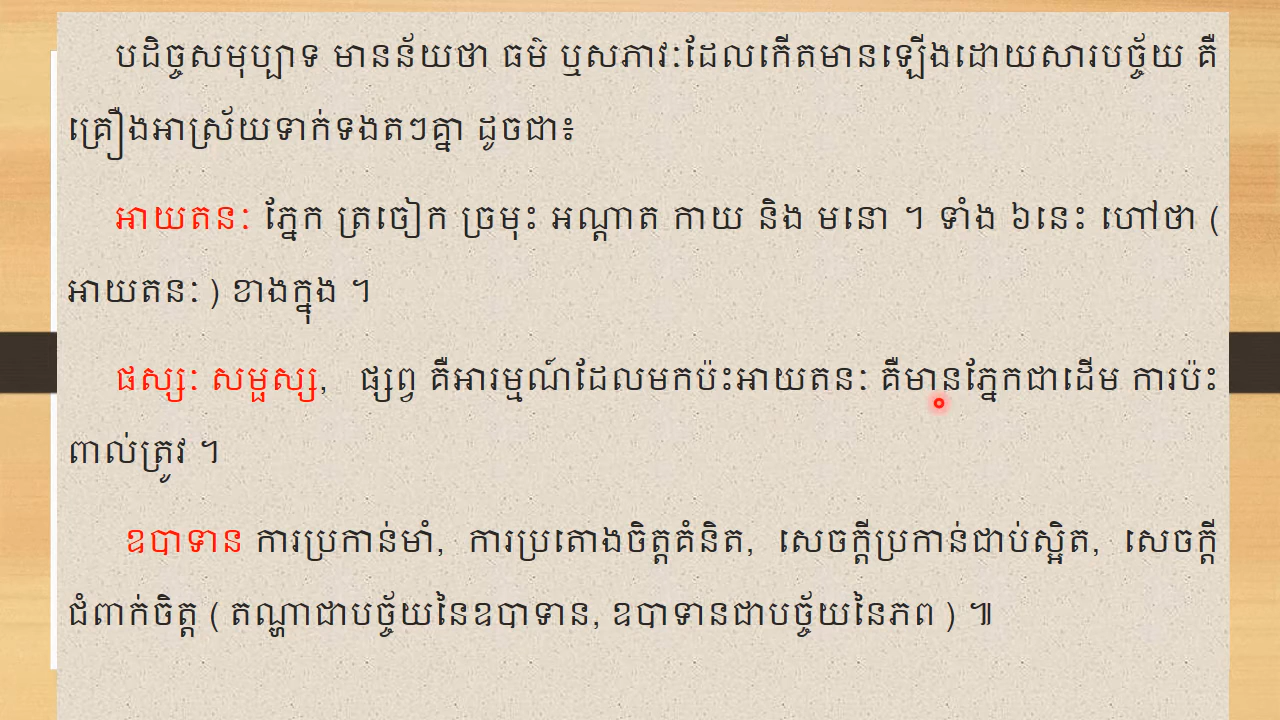 បដិច្ចសមុប្បាទ មានន័យថា ធម៌ ឬសភាវៈដែលកើតមានឡើងដោយសារបច្ច័យ គឺ
គ្រឿងអាស្រ័យទាក់ទងតៗគ្នា ដូចជា៖
អាយតនៈ ភ្នែក ត្រចៀក ច្រមុះ អណ្ដាត កាយ និង មនោ ។ ទាំង ៦នេះ ហៅថា (
អាយតនៈ ) ខាងក្នុង ។
ផស្សៈ សម្ផស្ស, ផ្សព្វ គឺអារម្មណ៍ដែលមកប៉ះអាយតនៈ គឺមានភ្នែកជាដើម ការប៉ះ
ពាល់ត្រូវ ។
ឧបាទាន ការប្រកាន់មាំ, ការប្រតោងចិត្តគំនិត, សេចក្ដីប្រកាន់ជាប់ស្អិត, សេចក្ដី
ជំពាក់ចិត្ត ( តណ្ហាជាបច្ច័យនៃឧបាទាន, ឧបាទានជាបច្ច័យនៃភព ) ៕